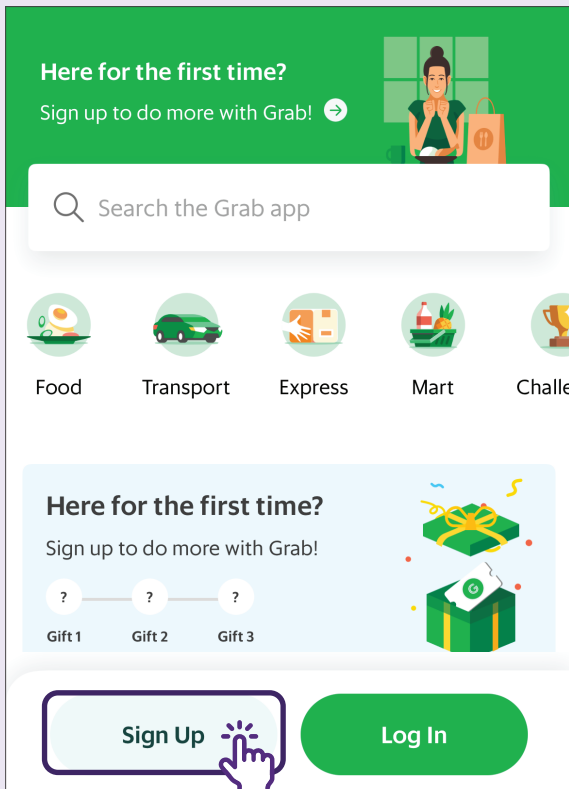 Here for the first time?
Sign up to do more with Grab!
Search the Grab app
Food Transport Express Mart Challe
Here for the first time?
Sign up to do more with Grab!
? ? ?
Gift 1 Gift 2 Gift 3
Sign Up Log In